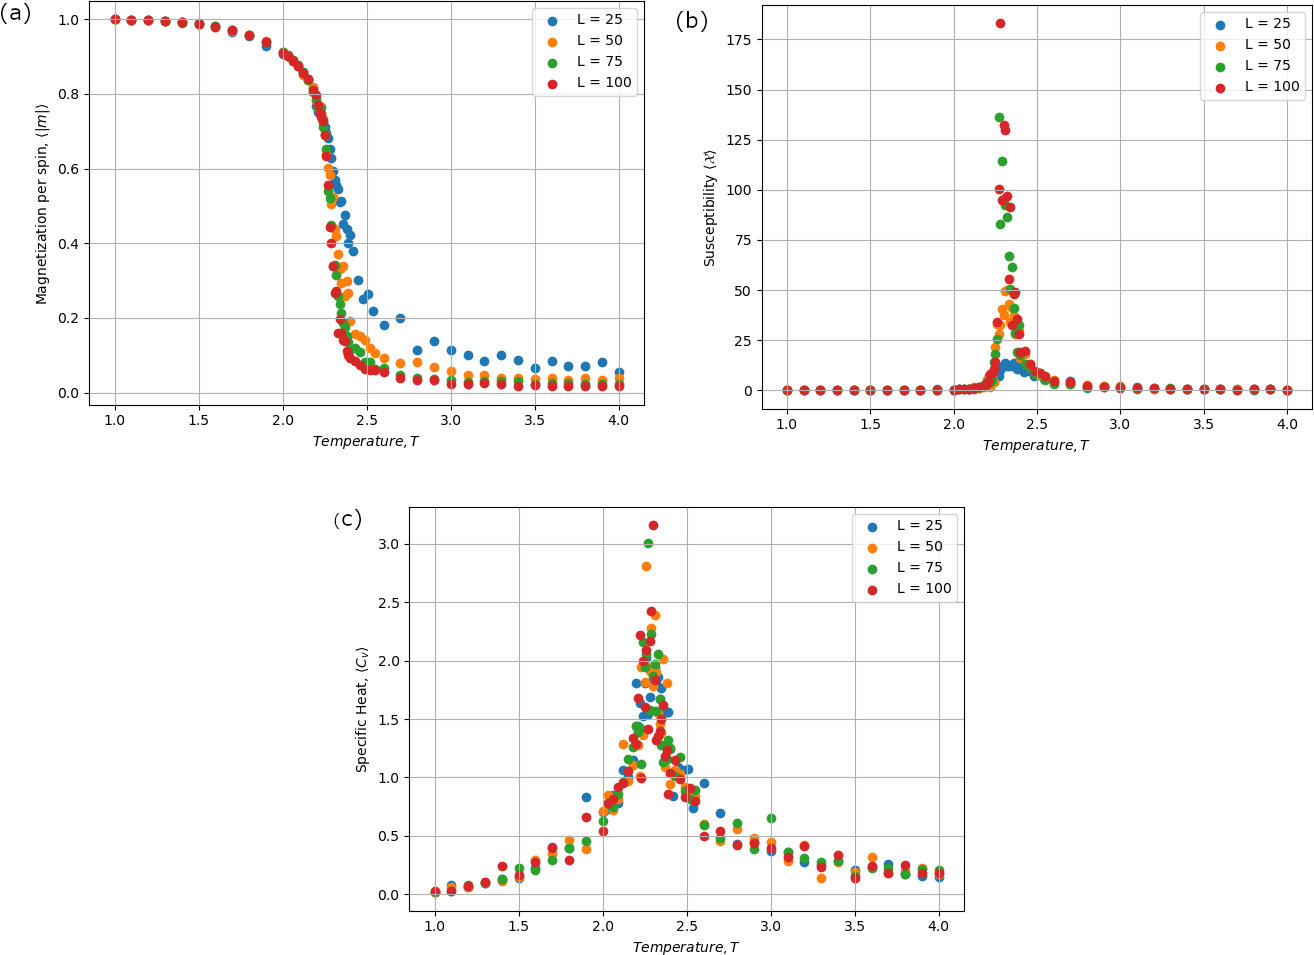 (a)
Magnetization per spin, ⟨|m|⟩
1.0
0.8
0.6
0.4
0.2
0.0
L = 25
L = 50
L = 75
L = 100
1.0 1.5 2.0 2.5 3.0 3.5 4.0
Temperature, T
(b)
Susceptibility ⟨𝒳⟩
175
150
125
100
75
50
25
0
L = 25
L = 50
L = 75
L = 100
1.0 1.5 2.0 2.5 3.0 3.5 4.0
Temperature, T
(c)
Specific Heat, ⟨Cᵥ⟩
3.0
2.5
2.0
1.5
1.0
0.5
0.0
L = 25
L = 50
L = 75
L = 100
1.0 1.5 2.0 2.5 3.0 3.5 4.0
Temperature, T